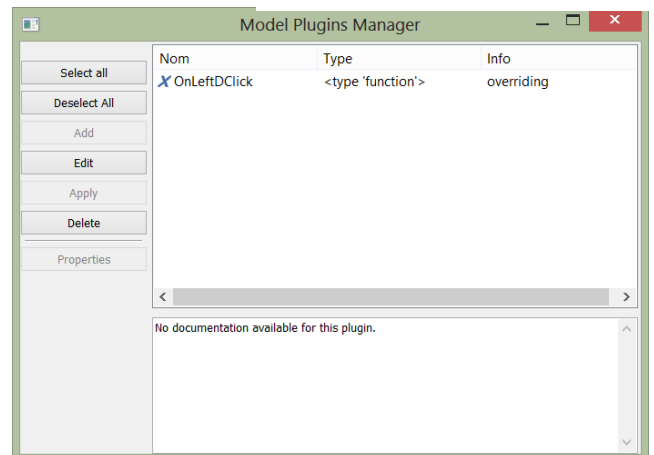 Model Plugins Manager
Select all
Deselect All
Add
Edit
Apply
Delete
Properties
Nom Type Info
X OnLeftDClick <type 'function'> overriding
No documentation available for this plugin.